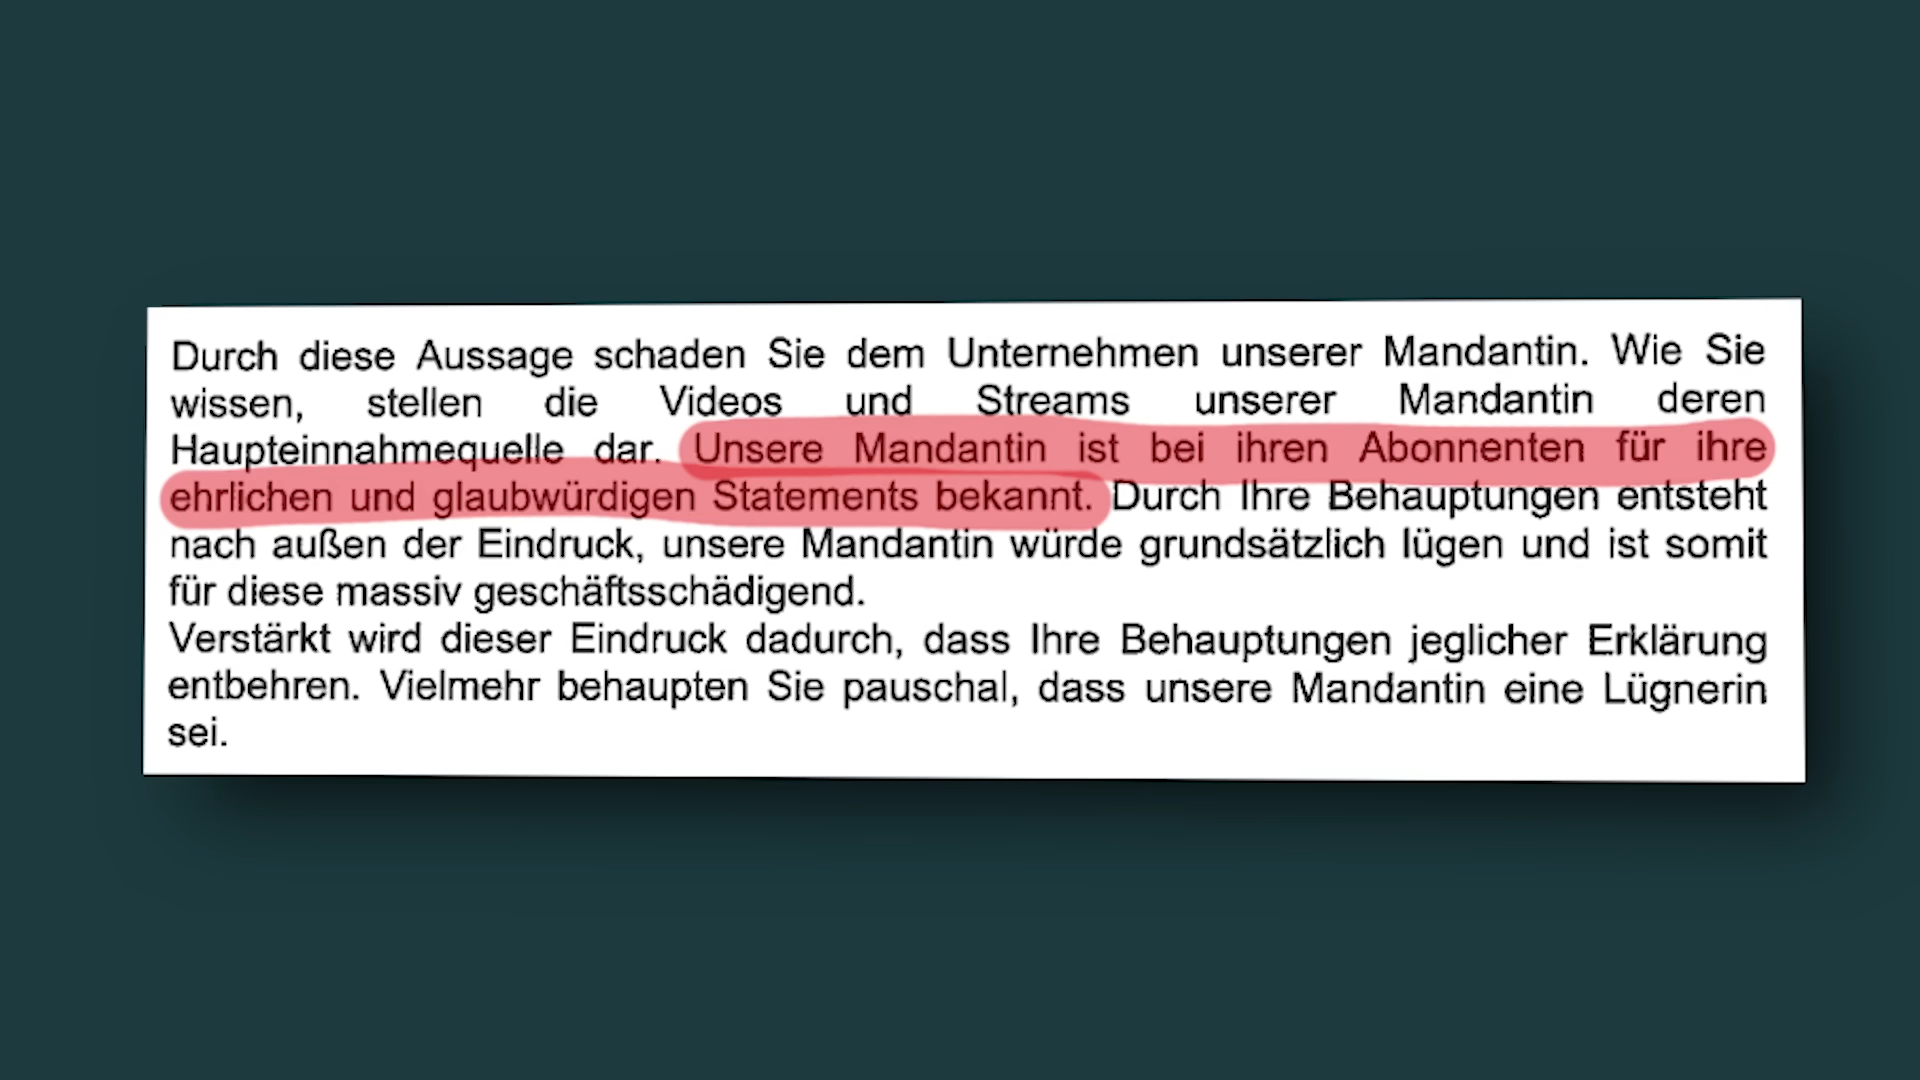 Durch diese Aussage schaden Sie dem Unternehmen unserer Mandantin. Wie Sie
wissen, stellen die Videos und Streams unserer Mandantin deren
Haupteinnahmequelle dar. Unsere Mandantin ist bei ihren Abonnenten für ihre
ehrlichen und glaubwürdigen Statements bekannt. Durch Ihre Behauptungen entsteht
nach außen der Eindruck, unsere Mandantin würde grundsätzlich lügen und ist somit
für diese massiv geschäftsschädigend.
Verstärkt wird dieser Eindruck dadurch, dass Ihre Behauptungen jeglicher Erklärung
entbehren. Vielmehr behaupten Sie pauschal, dass unsere Mandantin eine Lügnerin
sei.